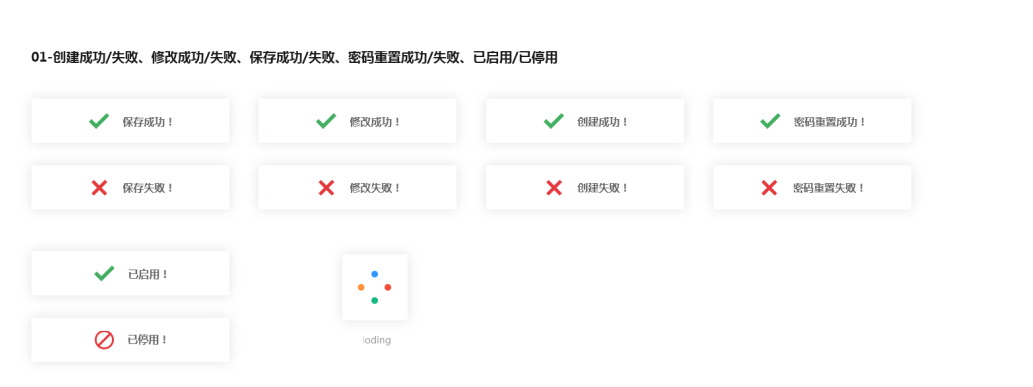 01-创建成功/失败、修改成功/失败、保存成功/失败、密码重置成功/失败、已启用/已停用
保存成功！
修改成功！
创建成功！
密码重置成功！
保存失败！
修改失败！
创建失败！
密码重置失败！
已启用！
已停用！
loding